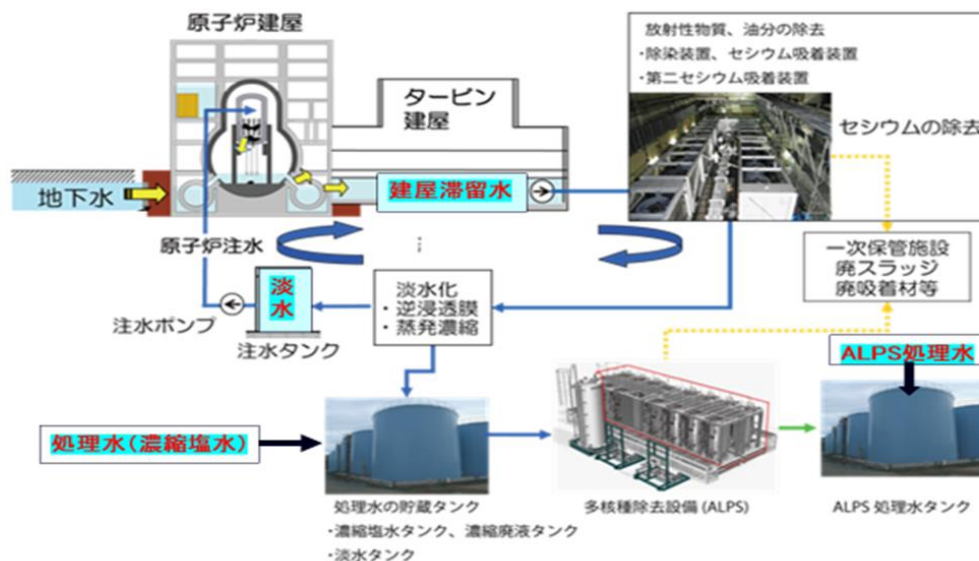 原子炉建屋
放射性物質、油分の除去
・除染装置、セシウム吸着装置
・第二セシウム吸着装置
タービン
建屋
セシウムの除去
地下水
建屋滞留水
原子炉注水
一次保管施設
廃スラッジ
廃吸着材等
淡水
淡水化
・逆浸透膜
・蒸発濃縮
注水ポンプ
注水タンク
ALPS処理水
処理水(濃縮塩水)
処理水の貯蔵タンク
・濃縮塩水タンク、濃縮廃液タンク
・淡水タンク
多核種除去設備 (ALPS)
ALPS 処理水タンク